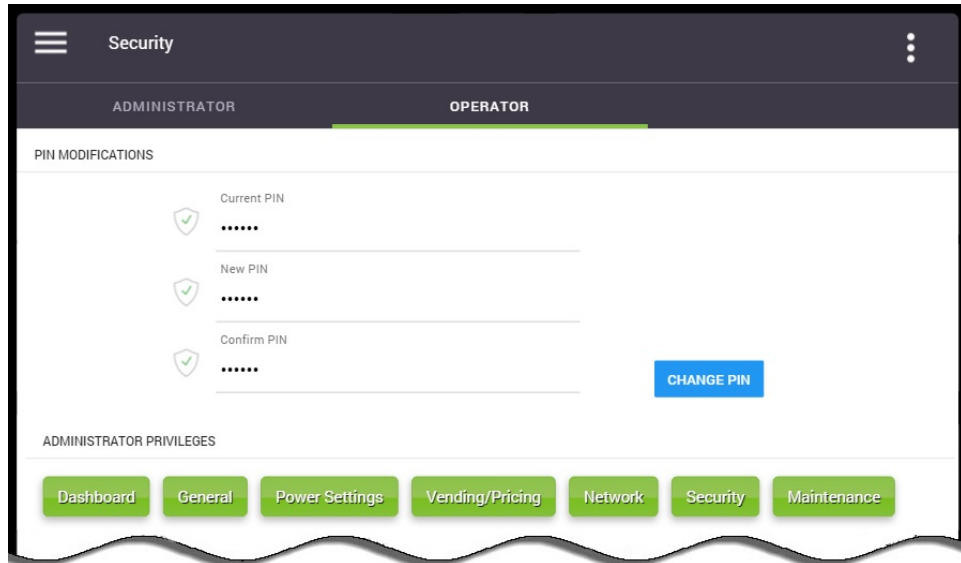 Security
ADMINISTRATOR OPERATOR
PIN MODIFICATIONS
Current PIN
••••••
New PIN
••••••
Confirm PIN
••••••
CHANGE PIN
ADMINISTRATOR PRIVILEGES
Dashboard General Power Settings Vending/Pricing Network Security Maintenance